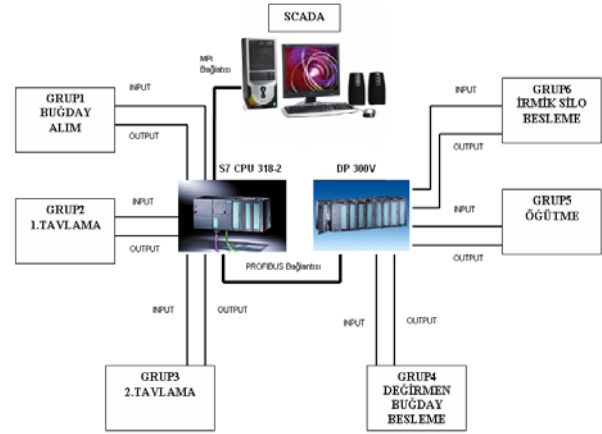 SCADA
MPI
Bağlatısı
INPUT
GRUP1
BUĞDAY
ALIM
OUTPUT
INPUT
GRUP6
İRMİK SİLO
BESLEME
OUTPUT
S7 CPU 318-2
DP 300V
GRUP2
1.TAVLAMA
INPUT
OUTPUT
INPUT
GRUP5
ÖĞÜTME
OUTPUT
PROFIBUS Bağlantısı
INPUT
OUTPUT
INPUT
OUTPUT
GRUP3
2.TAVLAMA
GRUP4
DEĞİRMEN
BUĞDAY
BESLEME